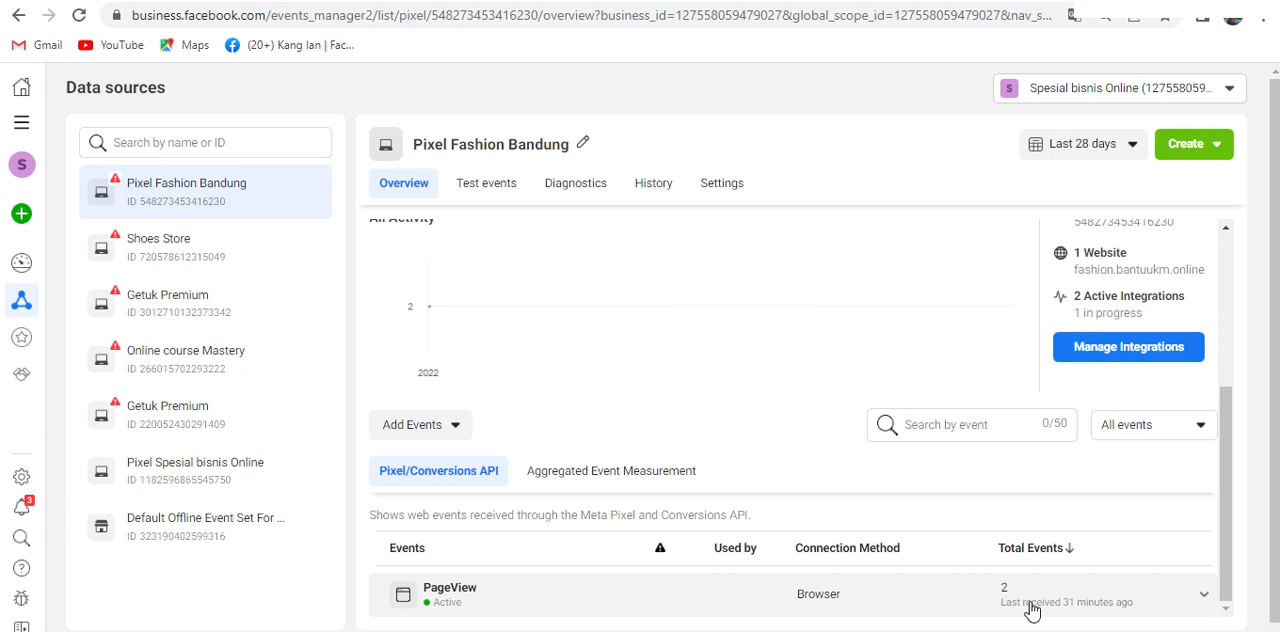 business.facebook.com/events_manager2/list/pixel/548273453416230/overview?business_id=127558059479027&global_scope_id=127558059479027&nav_s...
Gmail
YouTube
Maps
(20+) Kang Ian | Fac...
Data sources
S
Spesial bisnis Online (127558059...
Search by name or ID
Pixel Fashion Bandung
Last 28 days
Create
S
Pixel Fashion Bandung
ID 548273453416230
Overview
Test events
Diagnostics
History
Settings
All Activity
548273453416230
Shoes Store
ID 720578612315049
1 Website
fashion.bantuukm.online
Getuk Premium
ID 3012710132373342
2
2 Active Integrations
1 in progress
Manage Integrations
Online course Mastery
ID 266015702293222
2022
Getuk Premium
ID 220052430291409
Add Events
Search by event
0/50
All events
Pixel Spesial bisnis Online
ID 1182596865545750
Pixel/Conversions API
Aggregated Event Measurement
3
Default Offline Event Set For ...
ID 323190402599316
Shows web events received through the Meta Pixel and Conversions API.
Events
Used by
Connection Method
Total Events
PageView
Active
Browser
2
Last received 31 minutes ago